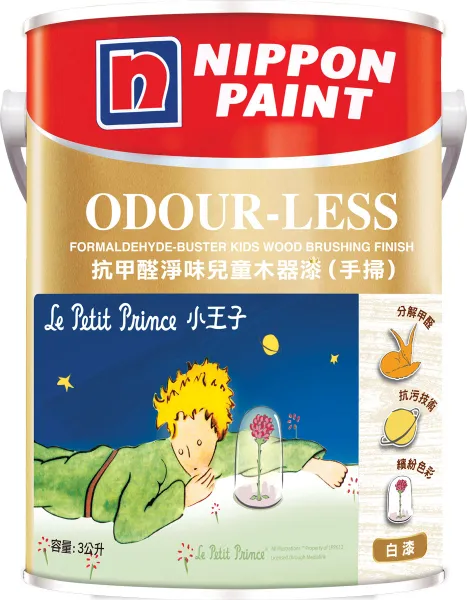 NIPPON
PAINT
ODOUR-LESS
FORMALDEHYDE-BUSTER KIDS WOOD BRUSHING FINISH
抗甲醛淨味兒童木器漆(手掃)
Le Petit Prince 小王子
分解甲醛
抗污技術
繽紛色彩
容量: 3公升
Le Petit Prince
白漆